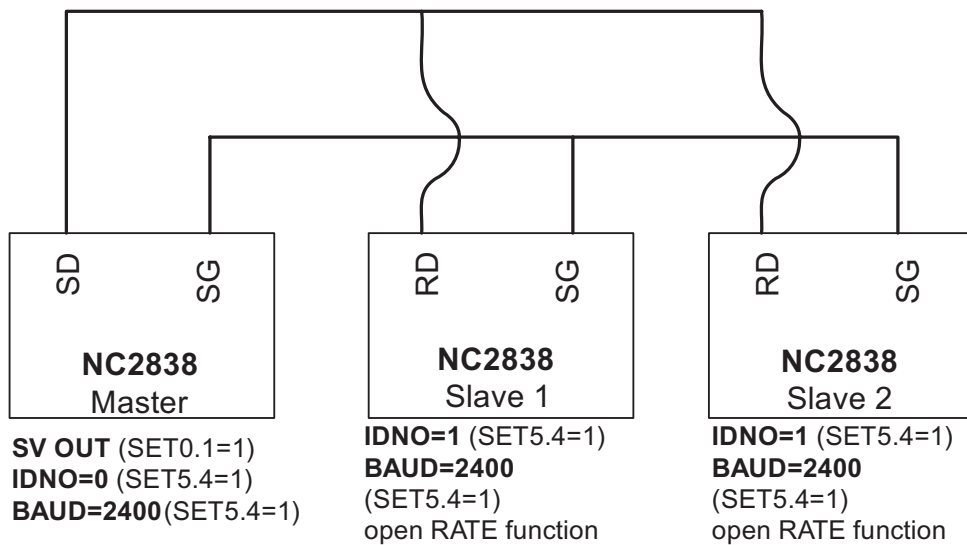 SD
SG
NC2838
Master
SV OUT (SET0.1=1)
IDNO=0 (SET5.4=1)
BAUD=2400(SET5.4=1)
RD
SG
NC2838
Slave 1
IDNO=1 (SET5.4=1)
BAUD=2400
(SET5.4=1)
open RATE function
RD
SG
NC2838
Slave 2
IDNO=1 (SET5.4=1)
BAUD=2400
(SET5.4=1)
open RATE function